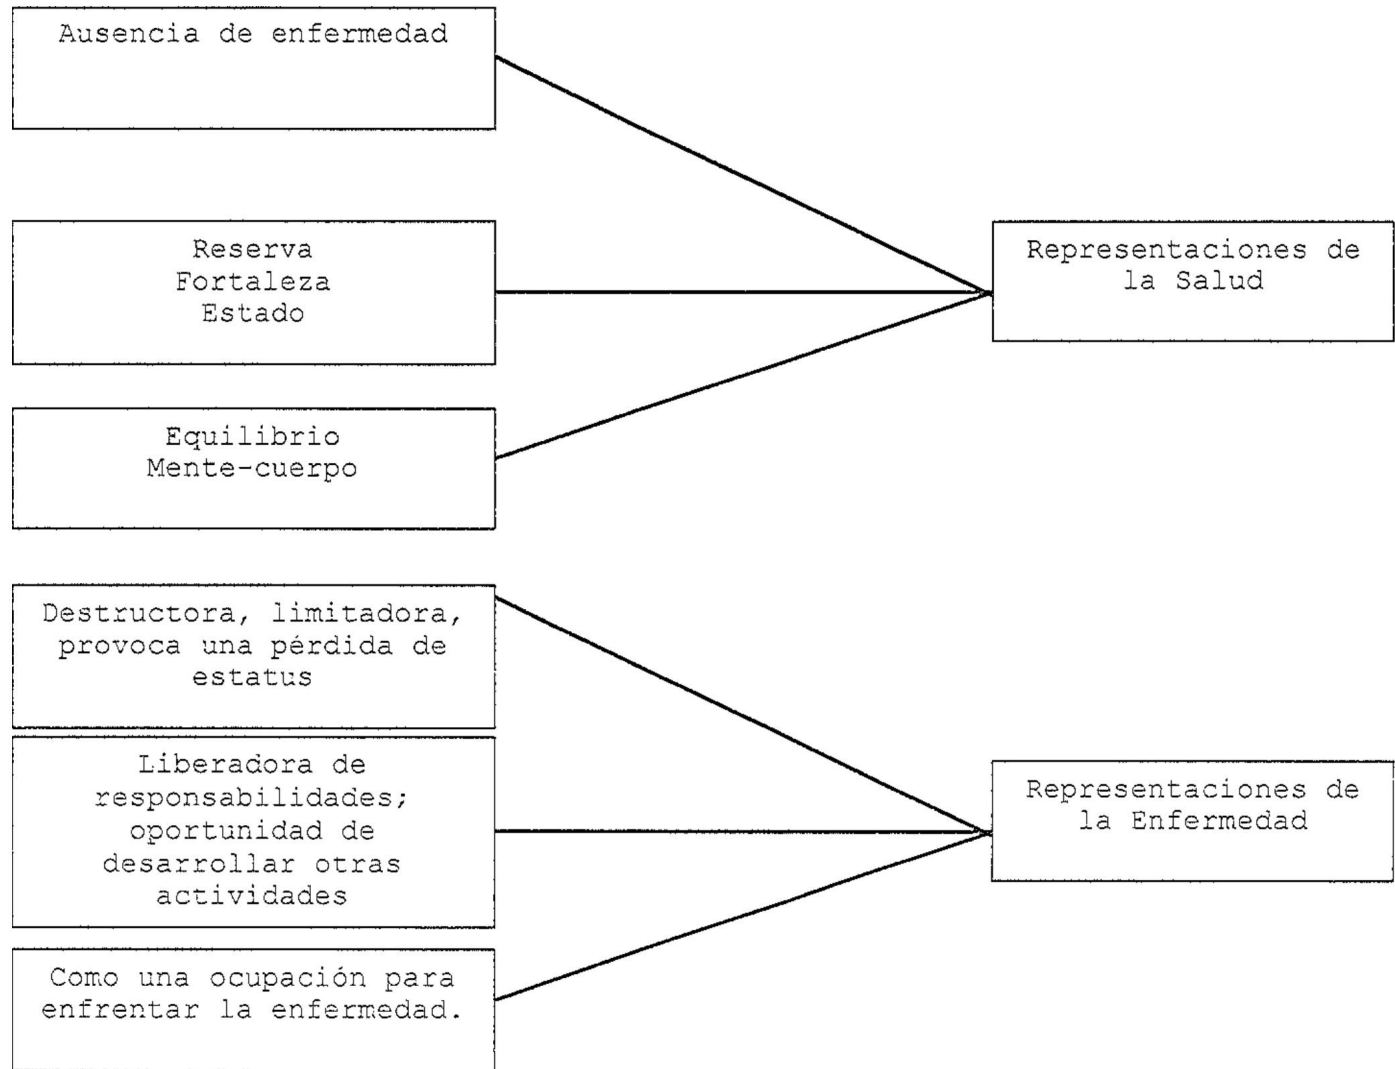 Ausencia de enfermedad
Reserva
Fortaleza
Estado
Representaciones de
la Salud
Equilibrio
Mente-cuerpo
Destructora, limitadora,
provoca una pérdida de
estatus
Liberadora de
responsabilidades;
oportunidad de
desarrollar otras
actividades
Representaciones de
la Enfermedad
Como una ocupación para
enfrentar la enfermedad.